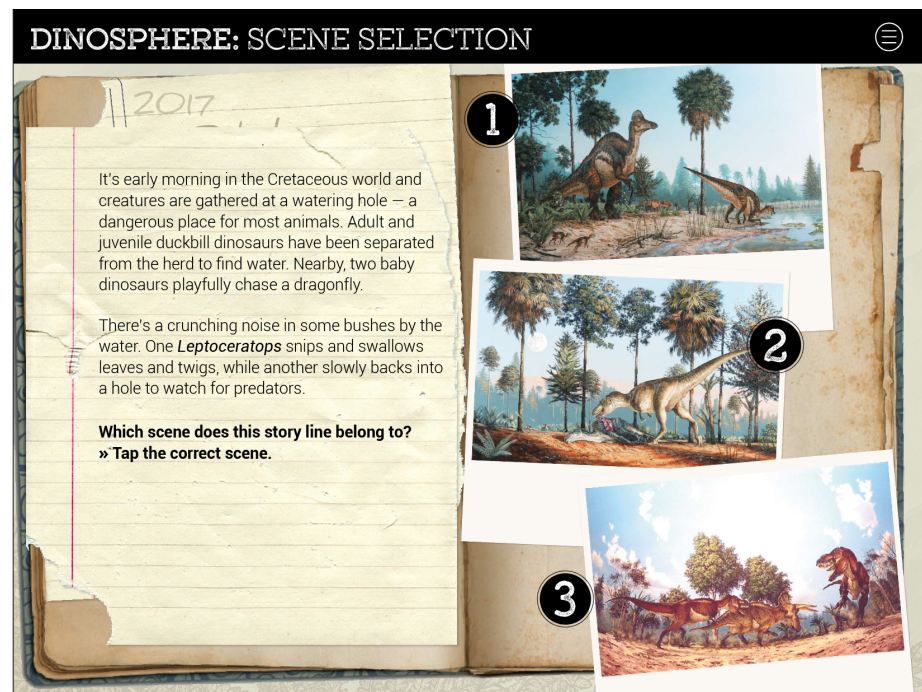 DINOSPHERE: SCENE SELECTION
2017
It's early morning in the Cretaceous world and
creatures are gathered at a watering hole — a
dangerous place for most animals. Adult and
juvenile duckbill dinosaurs have been separated
from the herd to find water. Nearby, two baby
dinosaurs playfully chase a dragonfly.
There's a crunching noise in some bushes by the
water. One Leptoceratops snips and swallows
leaves and twigs, while another slowly backs into
a hole to watch for predators.
Which scene does this story line belong to?
» Tap the correct scene.
1
2
3